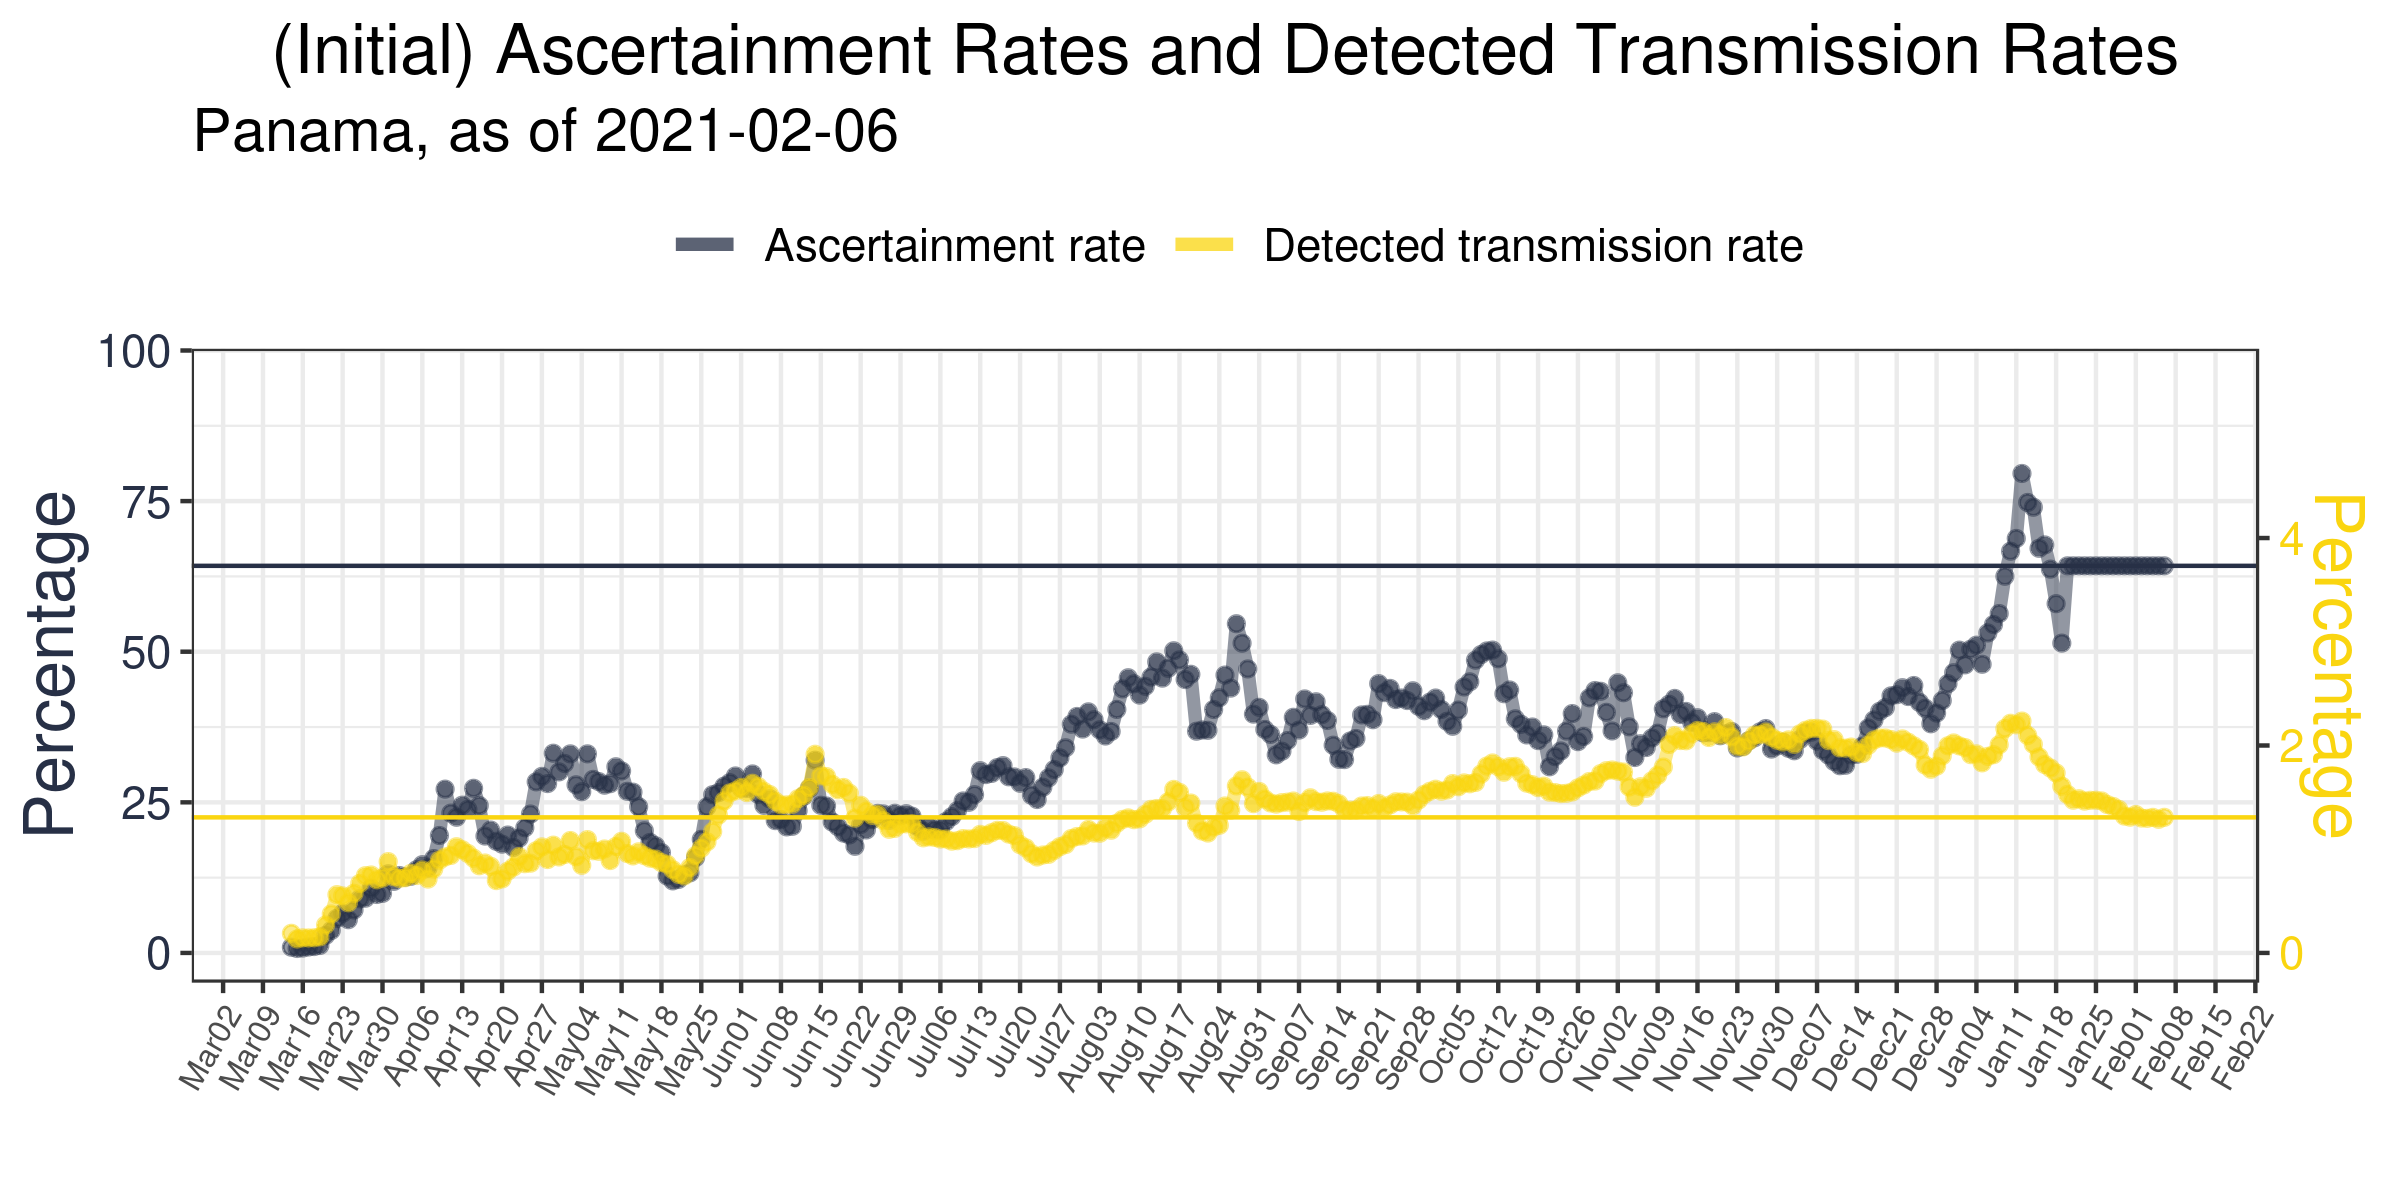 (Initial) Ascertainment Rates and Detected Transmission Rates
Panama, as of 2021-02-06
Ascertainment rate Detected transmission rate
Percentage
100
75
50
25
0
Percentage
4
2
0
Mar02 Mar09 Mar16 Mar23 Mar30 Apr06 Apr13 Apr20 Apr27 May04 May11 May18 May25 Jun01 Jun08 Jun15 Jun22 Jun29 Jul06 Jul13 Jul20 Jul27 Aug03 Aug10 Aug17 Aug24 Aug31 Sep07 Sep14 Sep21 Sep28 Oct05 Oct12 Oct19 Oct26 Nov02 Nov09 Nov16 Nov23 Nov30 Dec07 Dec14 Dec21 Dec28 Jan04 Jan11 Jan18 Jan25 Feb01 Feb08 Feb15 Feb22